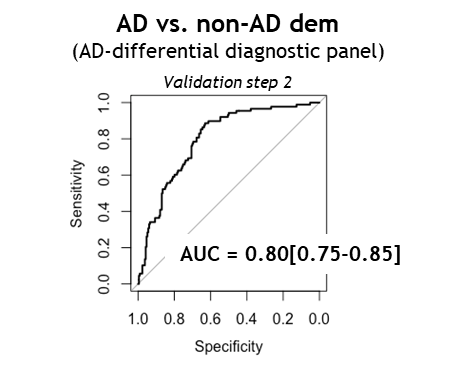 AD vs. non-AD dem
(AD-differential diagnostic panel)
Validation step 2
1.0
0.8
0.6
0.4
0.2
0.0
Sensitivity
AUC = 0.80[0.75-0.85]
1.0 0.8 0.6 0.4 0.2 0.0
Specificity